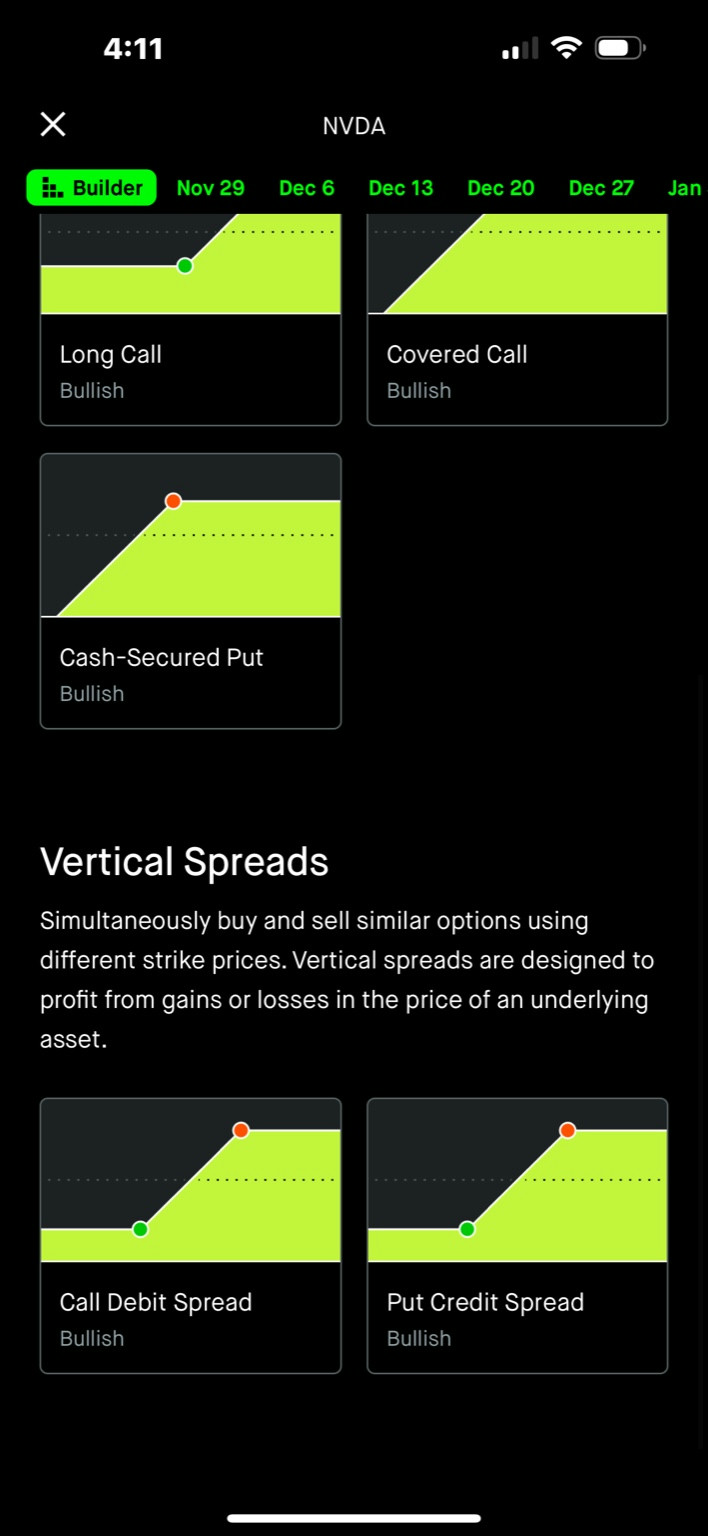 4:11
NVDA
Builder Nov 29 Dec 6 Dec 13 Dec 20 Dec 27 Jan
Long Call
Bullish
Covered Call
Bullish
Cash-Secured Put
Bullish
Vertical Spreads
Simultaneously buy and sell similar options using
different strike prices. Vertical spreads are designed to
profit from gains or losses in the price of an underlying
asset.
Call Debit Spread
Bullish
Put Credit Spread
Bullish